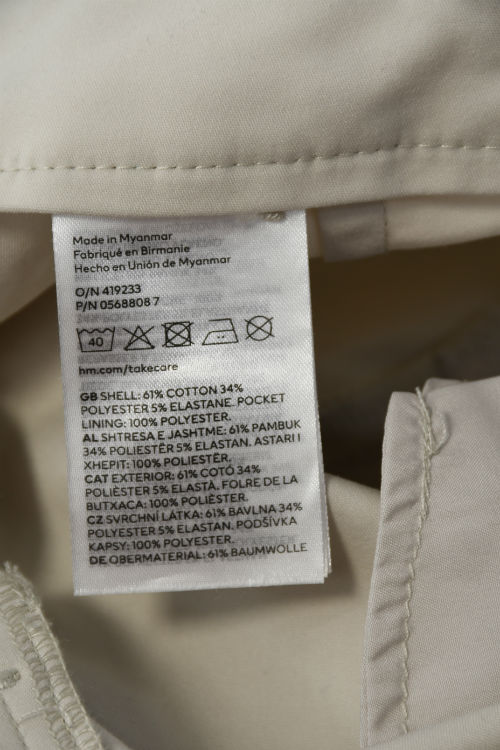 Made in Myanmar
Fabriqué en Birmanie
Hecho en Unión de Myanmar
O/N 419233
P/N 0568808 7
40
hm.com/takecare
GB SHELL: 61% COTTON 34%
POLYESTER 5% ELASTANE. POCKET
LINING: 100% POLYESTER.
AL SHTRESA E JASHTME: 61% PAMBUK
34% POLIESTËR 5% ELASTAN. ASTARI I
XHEPIT: 100% POLIESTËR.
CAT EXTERIOR: 61% COTÓ 34%
POLIÈSTER 5% ELASTÀ. FOLRE DE LA
BUTXACA: 100% POLIÈSTER.
CZ SVRCHNÍ LÁTKA: 61% BAVLNA 34%
POLYESTER 5% ELASTAN. PODŠÍVKA
KAPSY: 100% POLYESTER.
DE OBERMATERIAL: 61% BAUMWOLLE